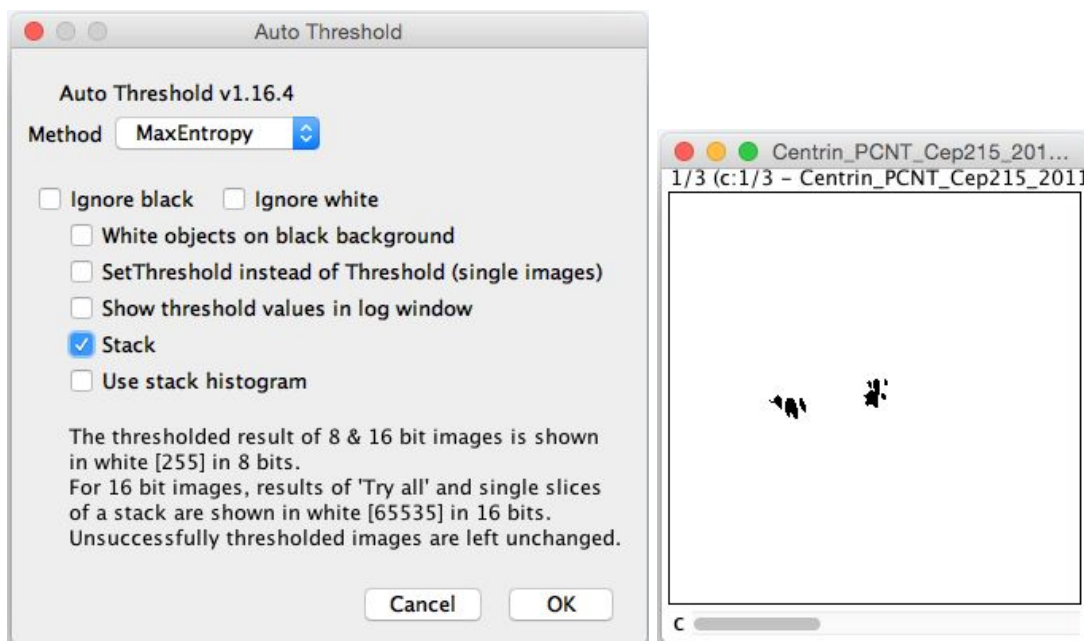 Auto Threshold
Auto Threshold v1.16.4
Method MaxEntropy
Ignore black Ignore white
White objects on black background
SetThreshold instead of Threshold (single images)
Show threshold values in log window
Stack
Use stack histogram
The thresholded result of 8 & 16 bit images is shown
in white [255] in 8 bits.
For 16 bit images, results of 'Try all' and single slices
of a stack are shown in white [65535] in 16 bits.
Unsuccessfully thresholded images are left unchanged.
Cancel OK
Centrin_PCNT_Cep215_201...
1/3 (c:1/3 - Centrin_PCNT_Cep215_2011
C